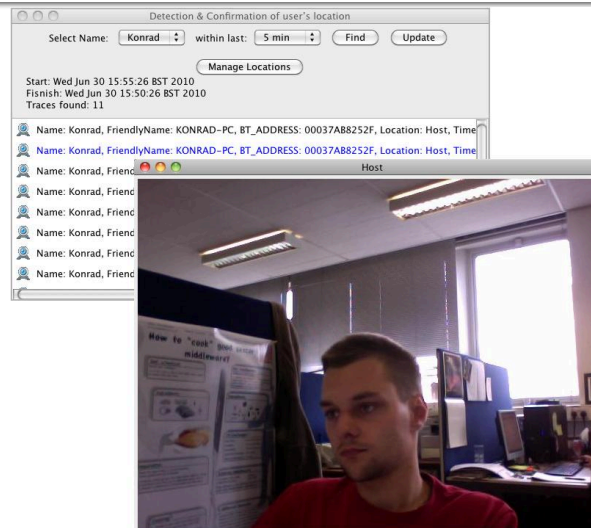 Detection & Confirmation of user's location
Select Name: Konrad within last: 5 min Find Update
Manage Locations
Start: Wed Jun 30 15:55:26 BST 2010
Fisnish: Wed Jun 30 15:50:26 BST 2010
Traces found: 11
Name: Konrad, FriendlyName: KONRAD-PC, BT_ADDRESS: 00037AB8252F, Location: Host, Time
Name: Konrad, FriendlyName: KONRAD-PC, BT_ADDRESS: 00037AB8252F, Location: Host, Time
Name: Konrad, Friend
Name: Konrad, Friend
Name: Konrad, Friend
Name: Konrad, Friend
Name: Konrad, Friend
Name: Konrad, Friend
Host
How to "cook" good
middleware?